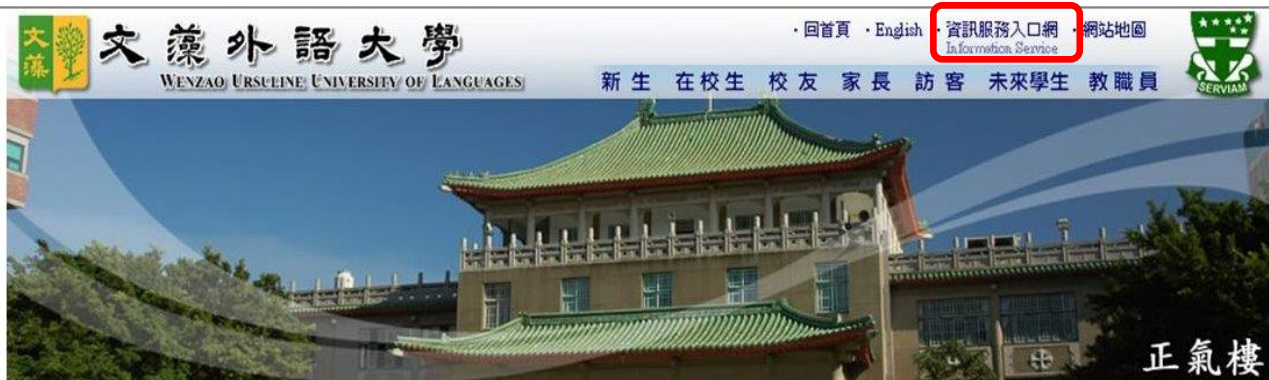 文藻
文藻外語大學
WENZAO URSULINE UNIVERSITY OF LANGUAGES
・回首頁 ・English ・資訊服務入口網 ・網站地圖
Information Service
新生 在校生 校友 家長 訪客 未來學生 教職員
SERVIAM
正氣樓